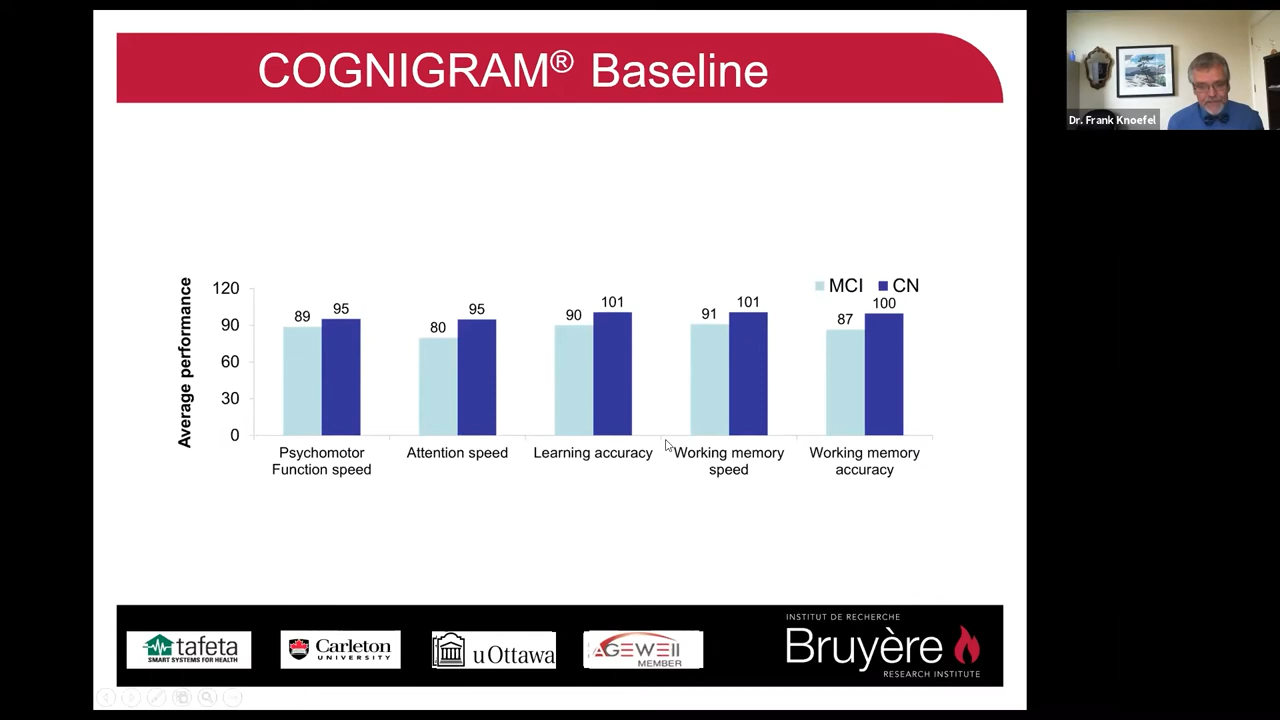 COGNIGRAM® Baseline
Dr. Frank Knoefel
Average performance
120
90
60
30
0
MCI CN
89 95
80 95
90 101
91 101
87 100
Psychomotor
Function speed
Attention speed
Learning accuracy
Working memory
speed
Working memory
accuracy
tafeta
SMART SYSTEMS FOR HEALTH
Carleton
UNIVERSITY
uOttawa
AGEWELL
MEMBER
INSTITUT DE RECHERCHE
Bruyère
RESEARCH INSTITUTE